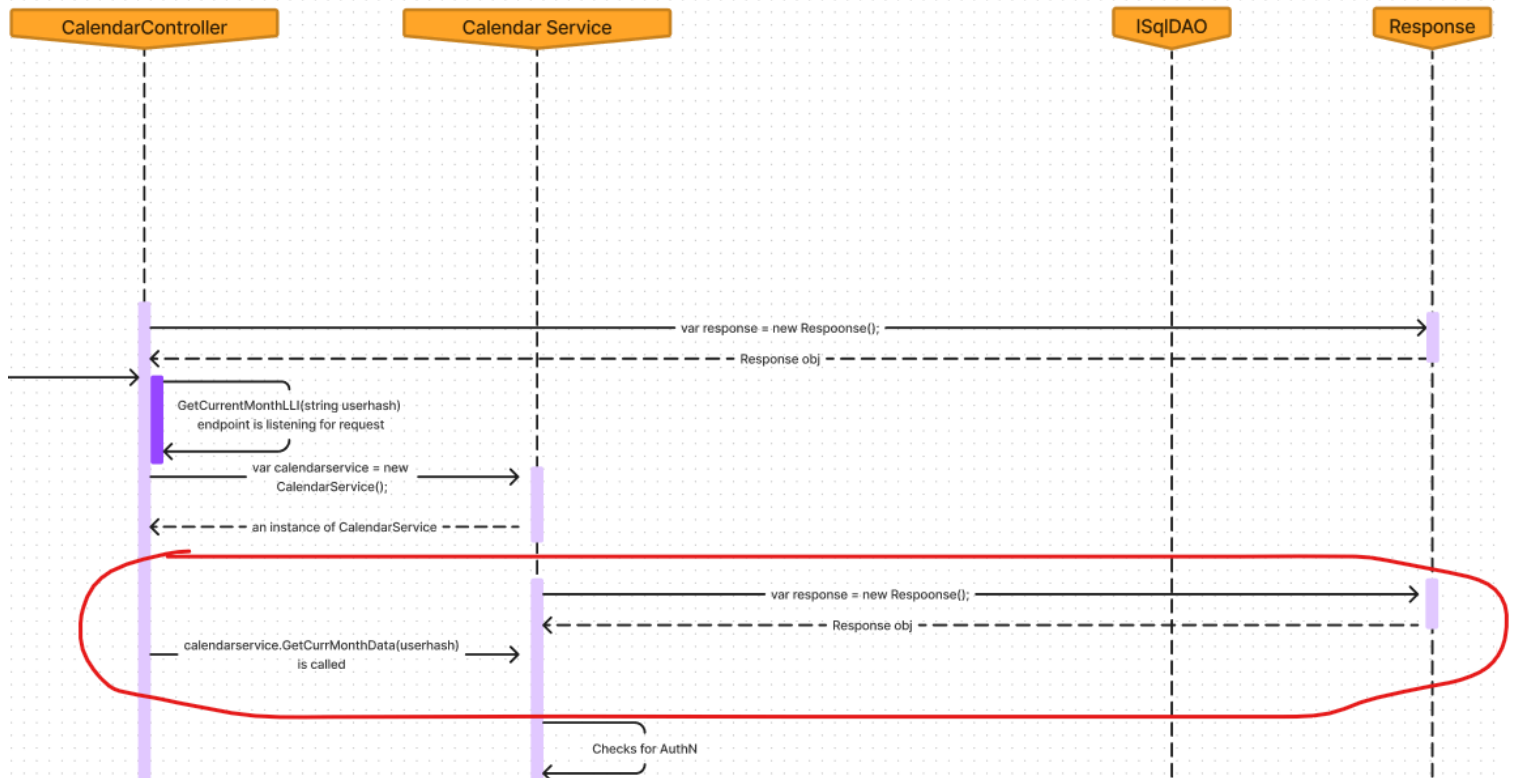 CalendarController
Calendar Service
ISqlDAO
Response
var response = new Respoonse();
Response obj
GetCurrentMonthLLI(string userhash)
endpoint is listening for request
var calendarservice = new
CalendarService();
an instance of CalendarService
var response = new Respoonse();
Response obj
calendarservice.GetCurrMonthData(userhash)
is called
Checks for AuthN